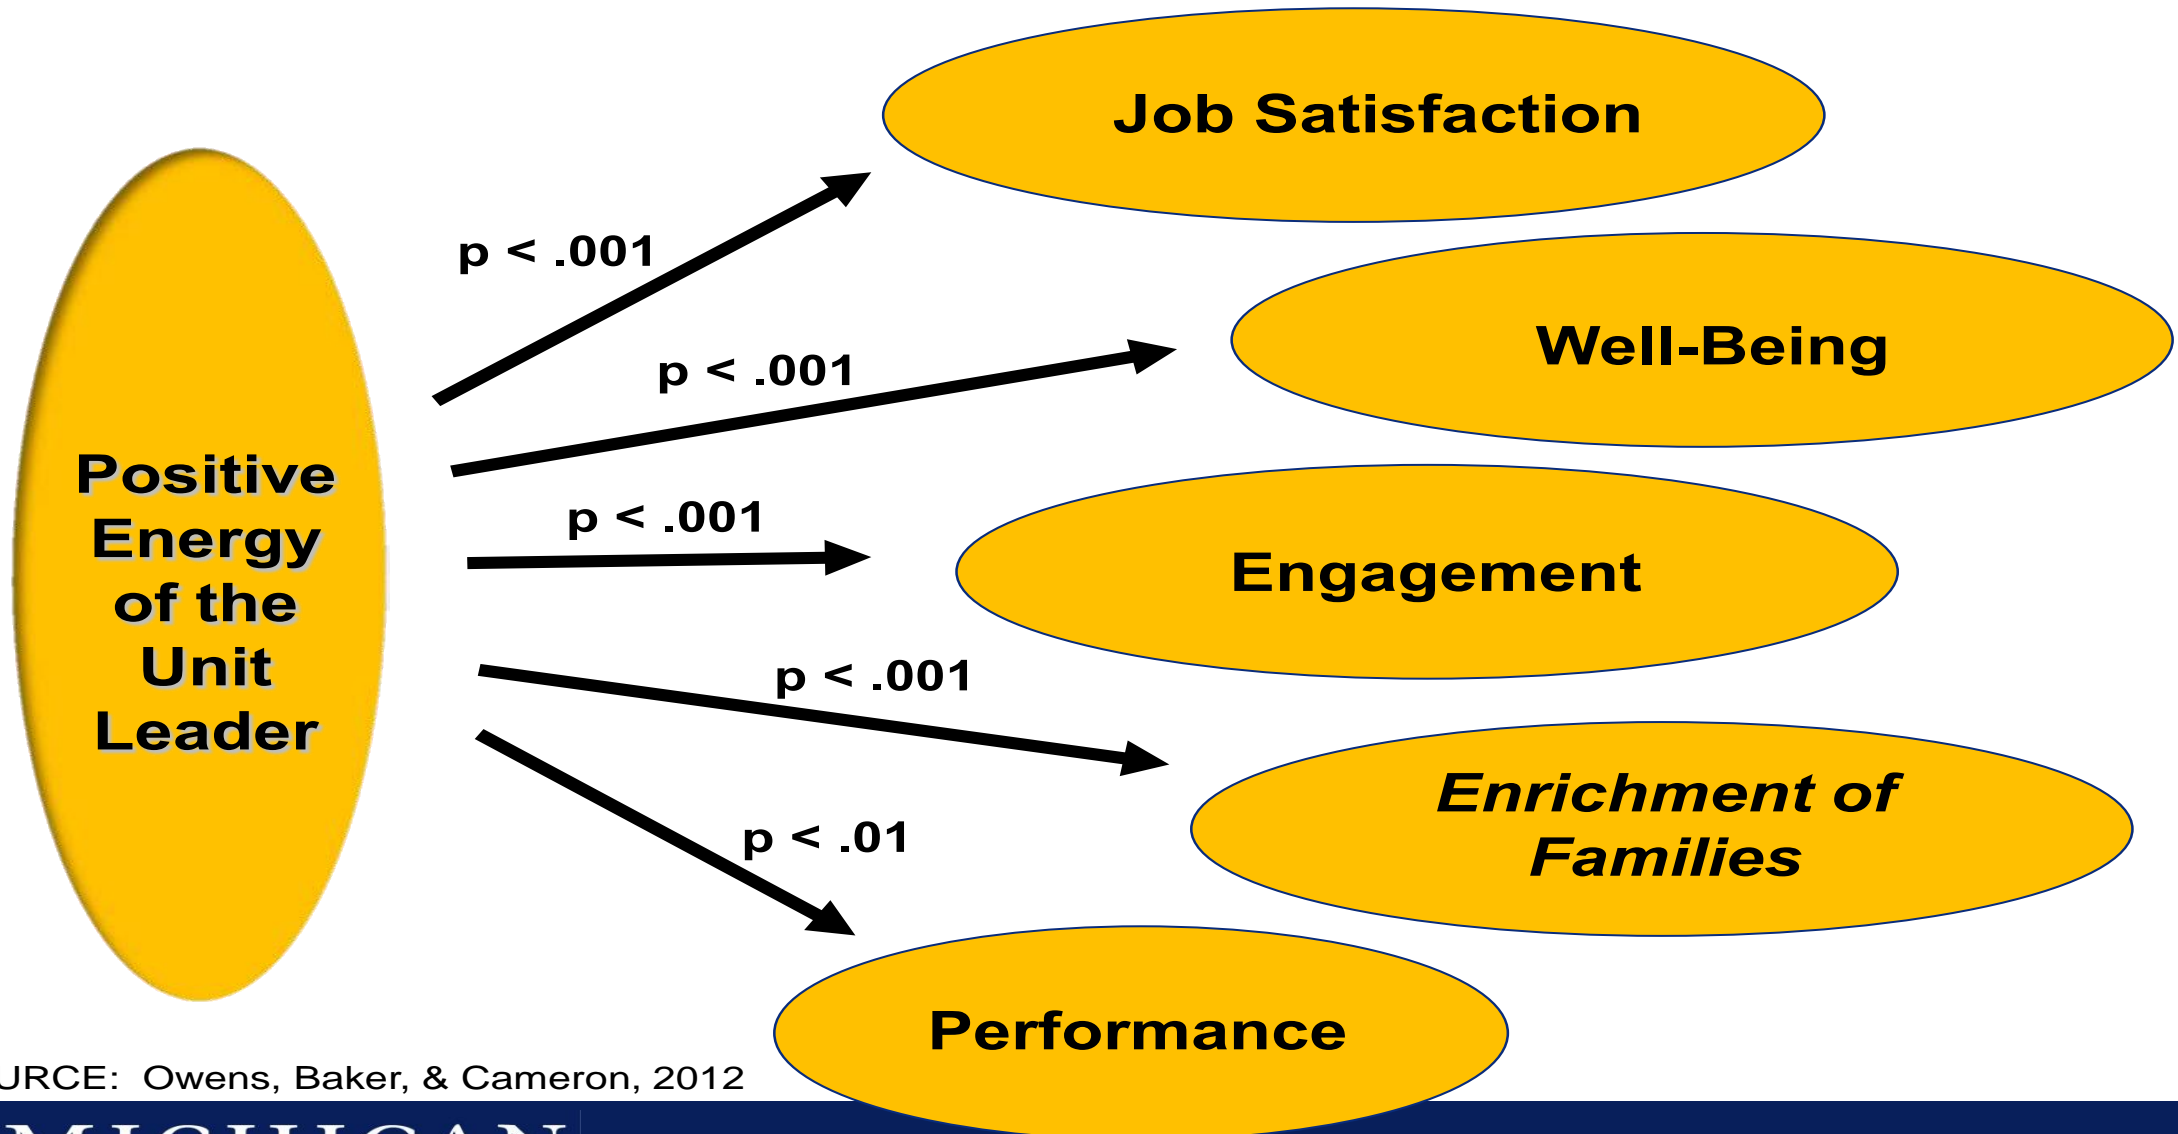 Job Satisfaction
p < .001
Well-Being
p < .001
Positive
Energy
of the
Unit
Leader
p < .001
Engagement
p < .001
Enrichment of
Families
p < .01
Performance
URCE: Owens, Baker, & Cameron, 2012
MICHIGAN